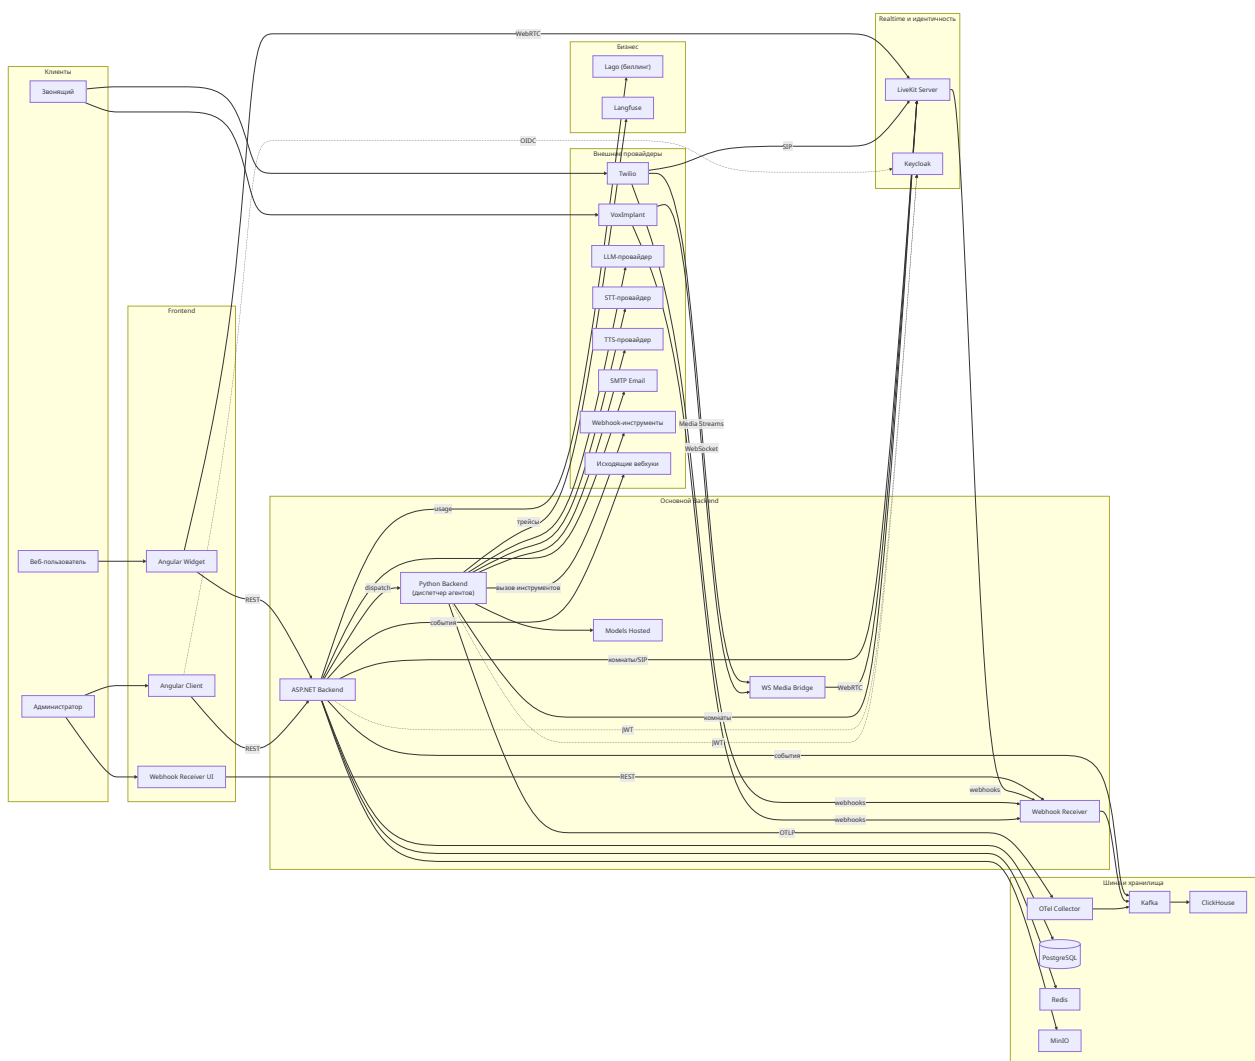 Клиенты
Звонящий
Веб-пользователь
Администратор
Frontend
Angular Widget
Angular Client
Webhook Receiver UI
Бизнес
Lago (биллинг)
Langfuse
Внешние провайдеры
Twilio
VoxImplant
LLM-провайдер
STT-провайдер
TTS-провайдер
SMTP Email
Webhook-инструменты
Исходящие вебхуки
Realtime и идентичность
LiveKit Server
Keycloak
Основной Backend
Python Backend
(диспетчер агентов)
Models Hosted
ASP.NET Backend
WS Media Bridge
Webhook Receiver
Шина и хранилища
OTel Collector
Kafka
ClickHouse
PostgreSQL
Redis
MinIO
WebRTC
OIDC
SIP
Media Streams
WebSocket
usage
трейсы
dispatch
вызов инструментов
события
REST
комнаты/SIP
WebRTC
комнаты
JWT
JWT
REST
события
REST
webhooks
webhooks
webhooks
OTLP